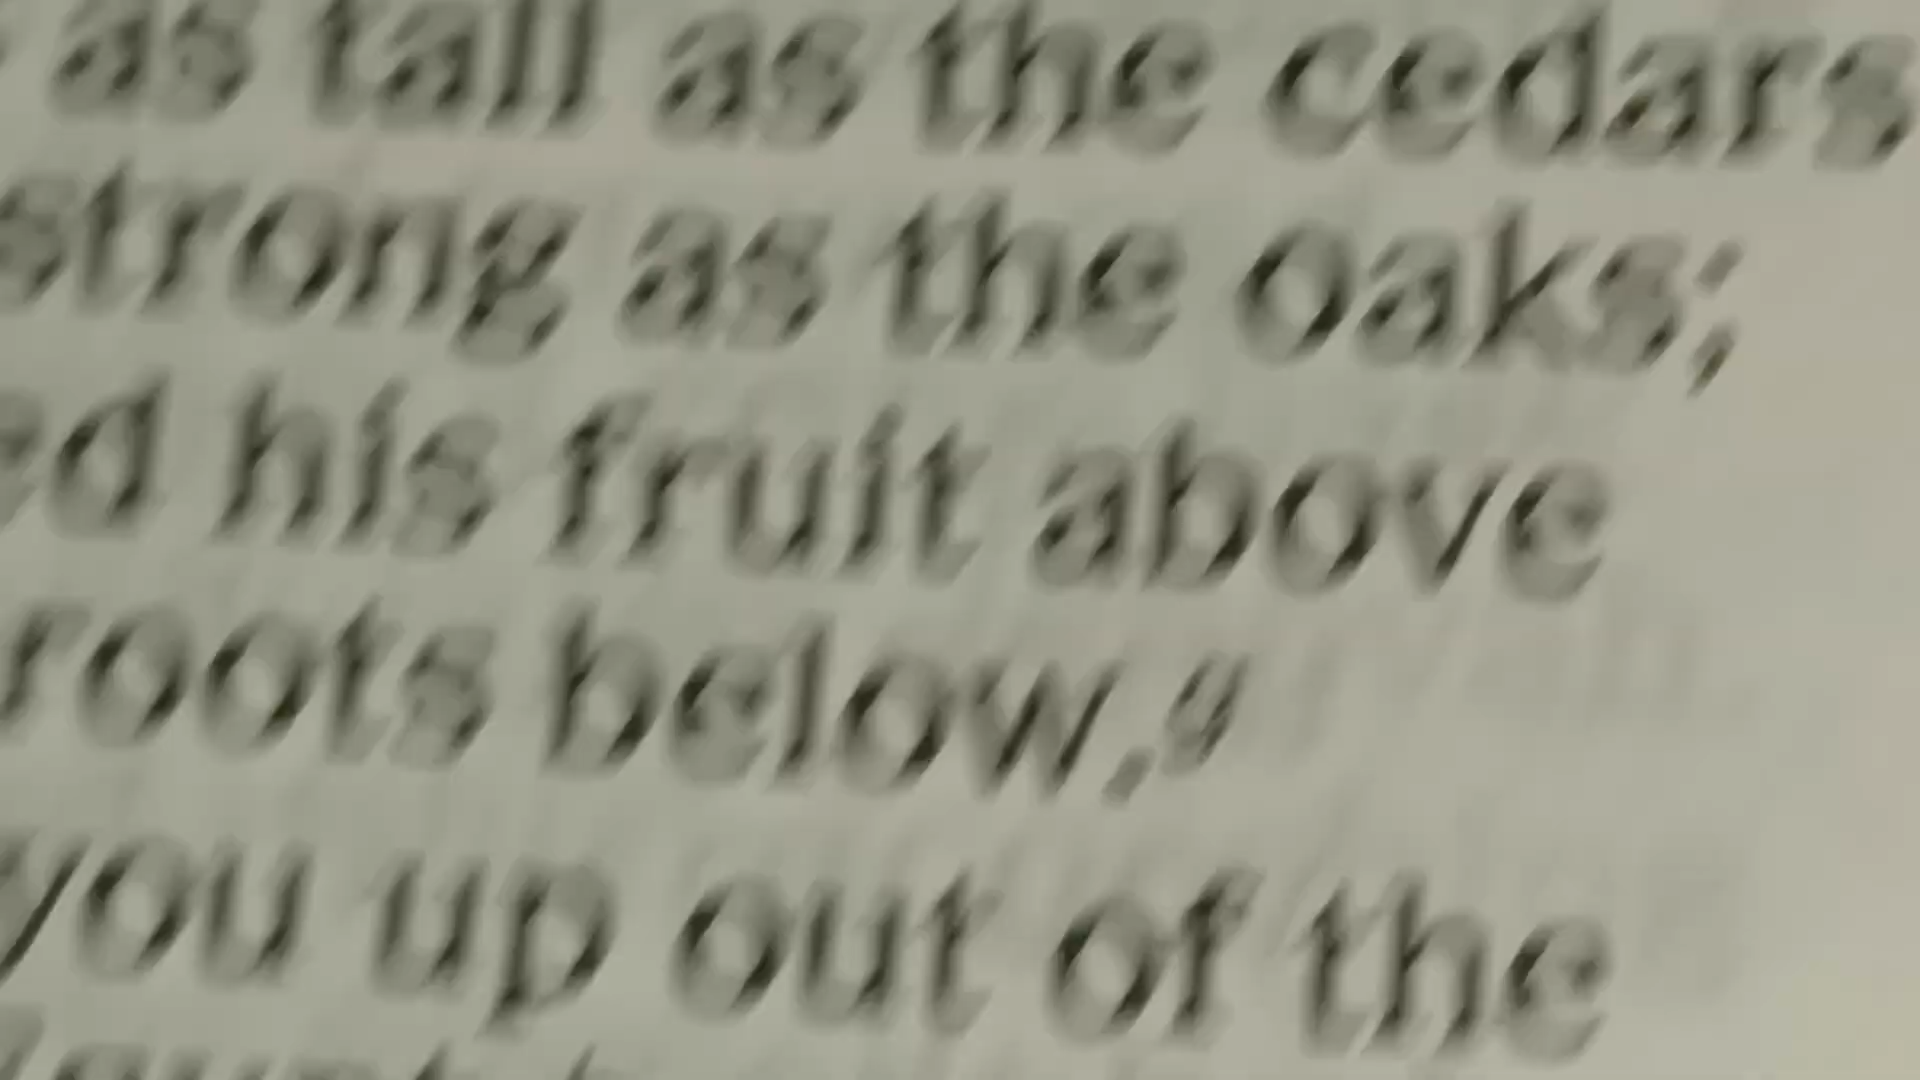 as tall as the cedars
strong as the oaks;
his fruit above
roots below.g
you up out of the